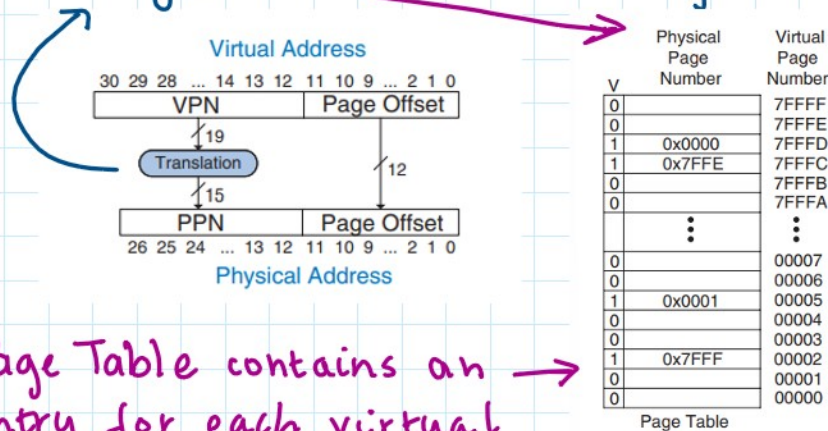 Virtual Address
30 29 28 ... 14 13 12 11 10 9 ... 2 1 0
VPN Page Offset
19
Translation
12
15
PPN Page Offset
26 25 24 ... 13 12 11 10 9 ... 2 1 0
Physical Address
Table contains an
for each virtual
V Physical Page Number Virtual Page Number
0 7FFFF
0 7FFFE
1 0x0000 7FFFD
1 0x7FFE 7FFFC
0 7FFFB
0 7FFFA
0 00007
0 00006
1 0x0001 00005
0 00004
0 00003
1 0x7FFF 00002
0 00001
0 00000
Page Table